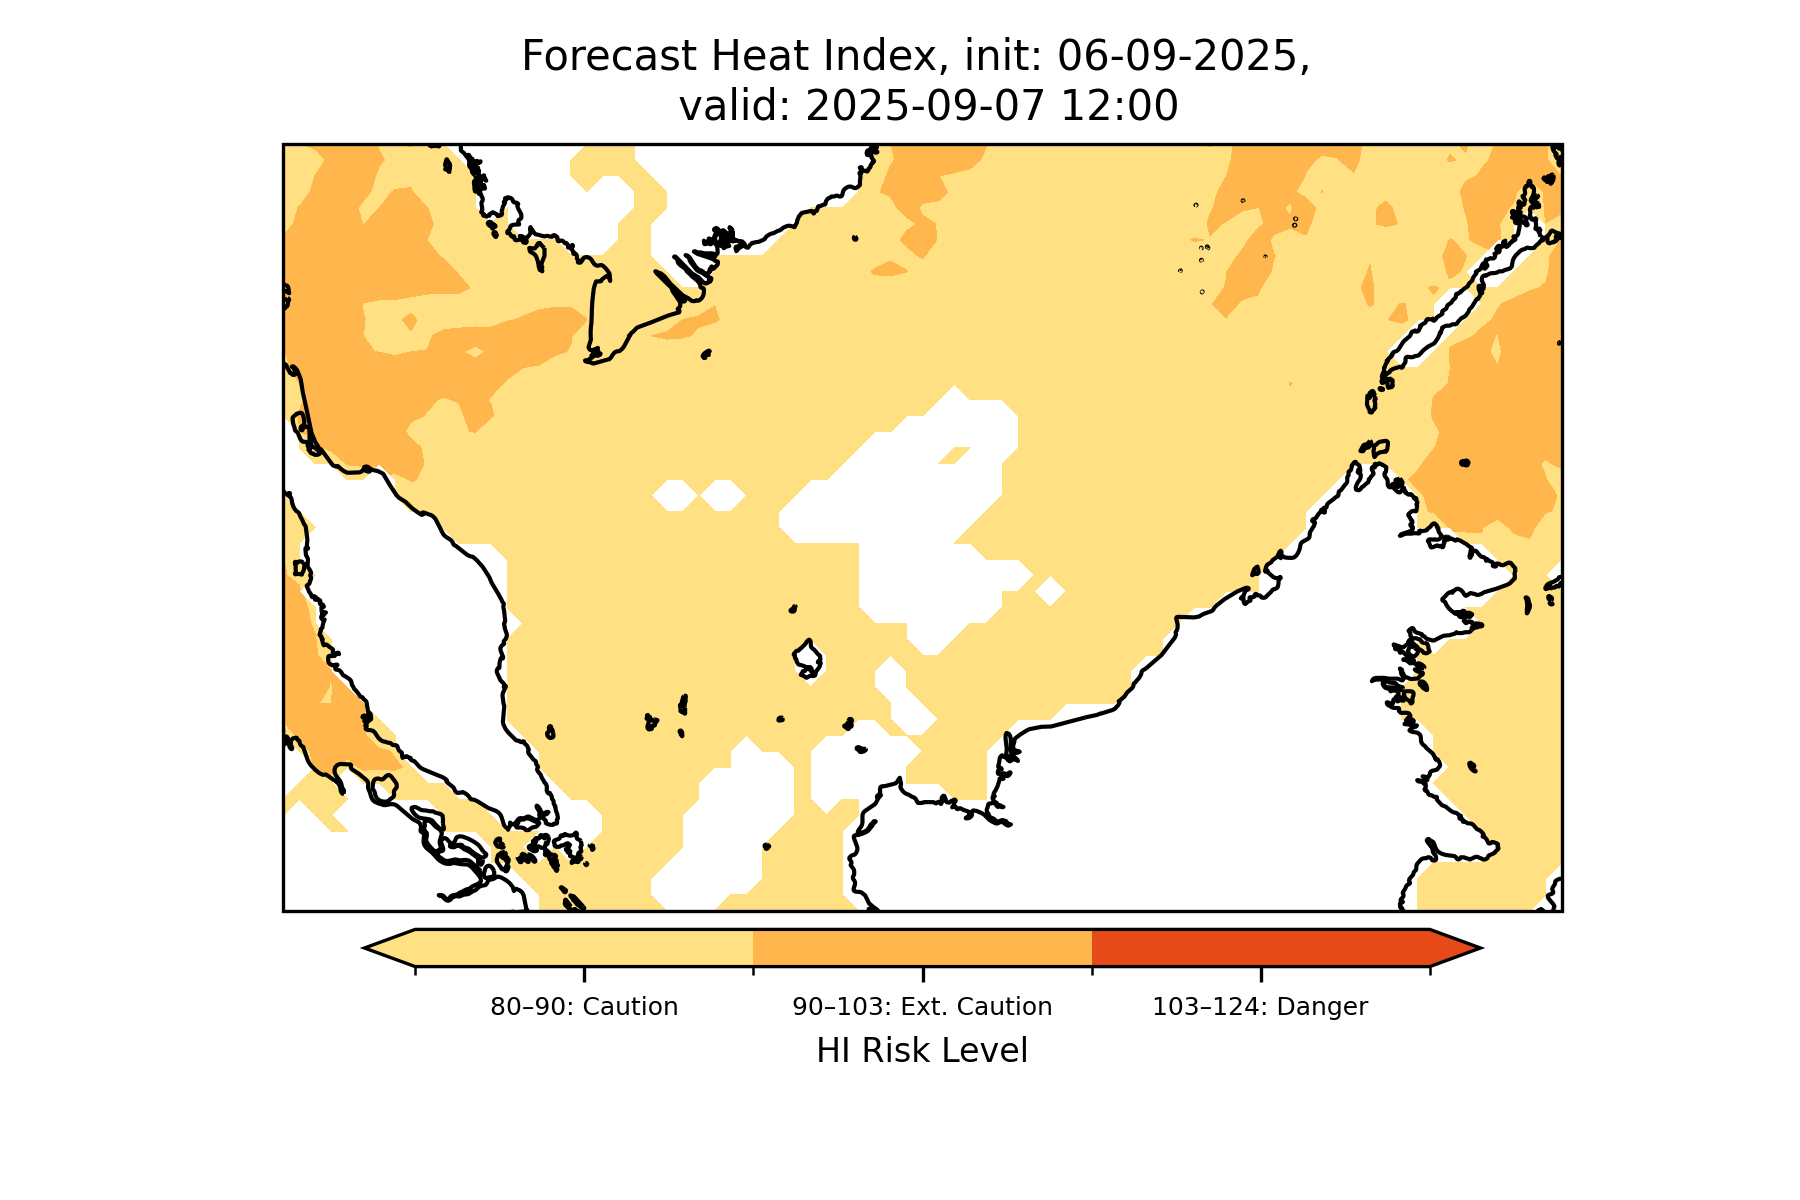 Forecast Heat Index, init: 06-09-2025,
valid: 2025-09-07 12:00
80–90: Caution
90–103: Ext. Caution
103–124: Danger
HI Risk Level